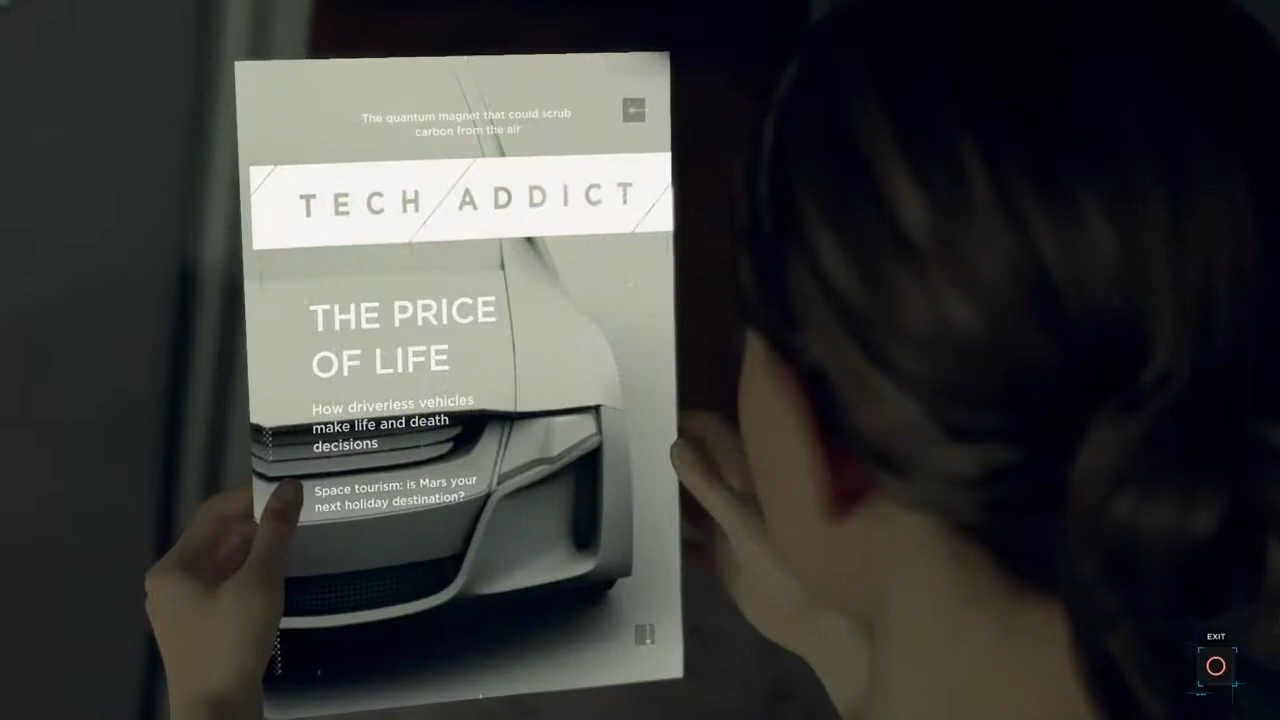 The quantum magnet that could scrub
carbon from the air
TECH ADDICT
THE PRICE
OF LIFE
How driverless vehicles
make life and death
decisions
Space tourism: is Mars your
next holiday destination?
EXIT